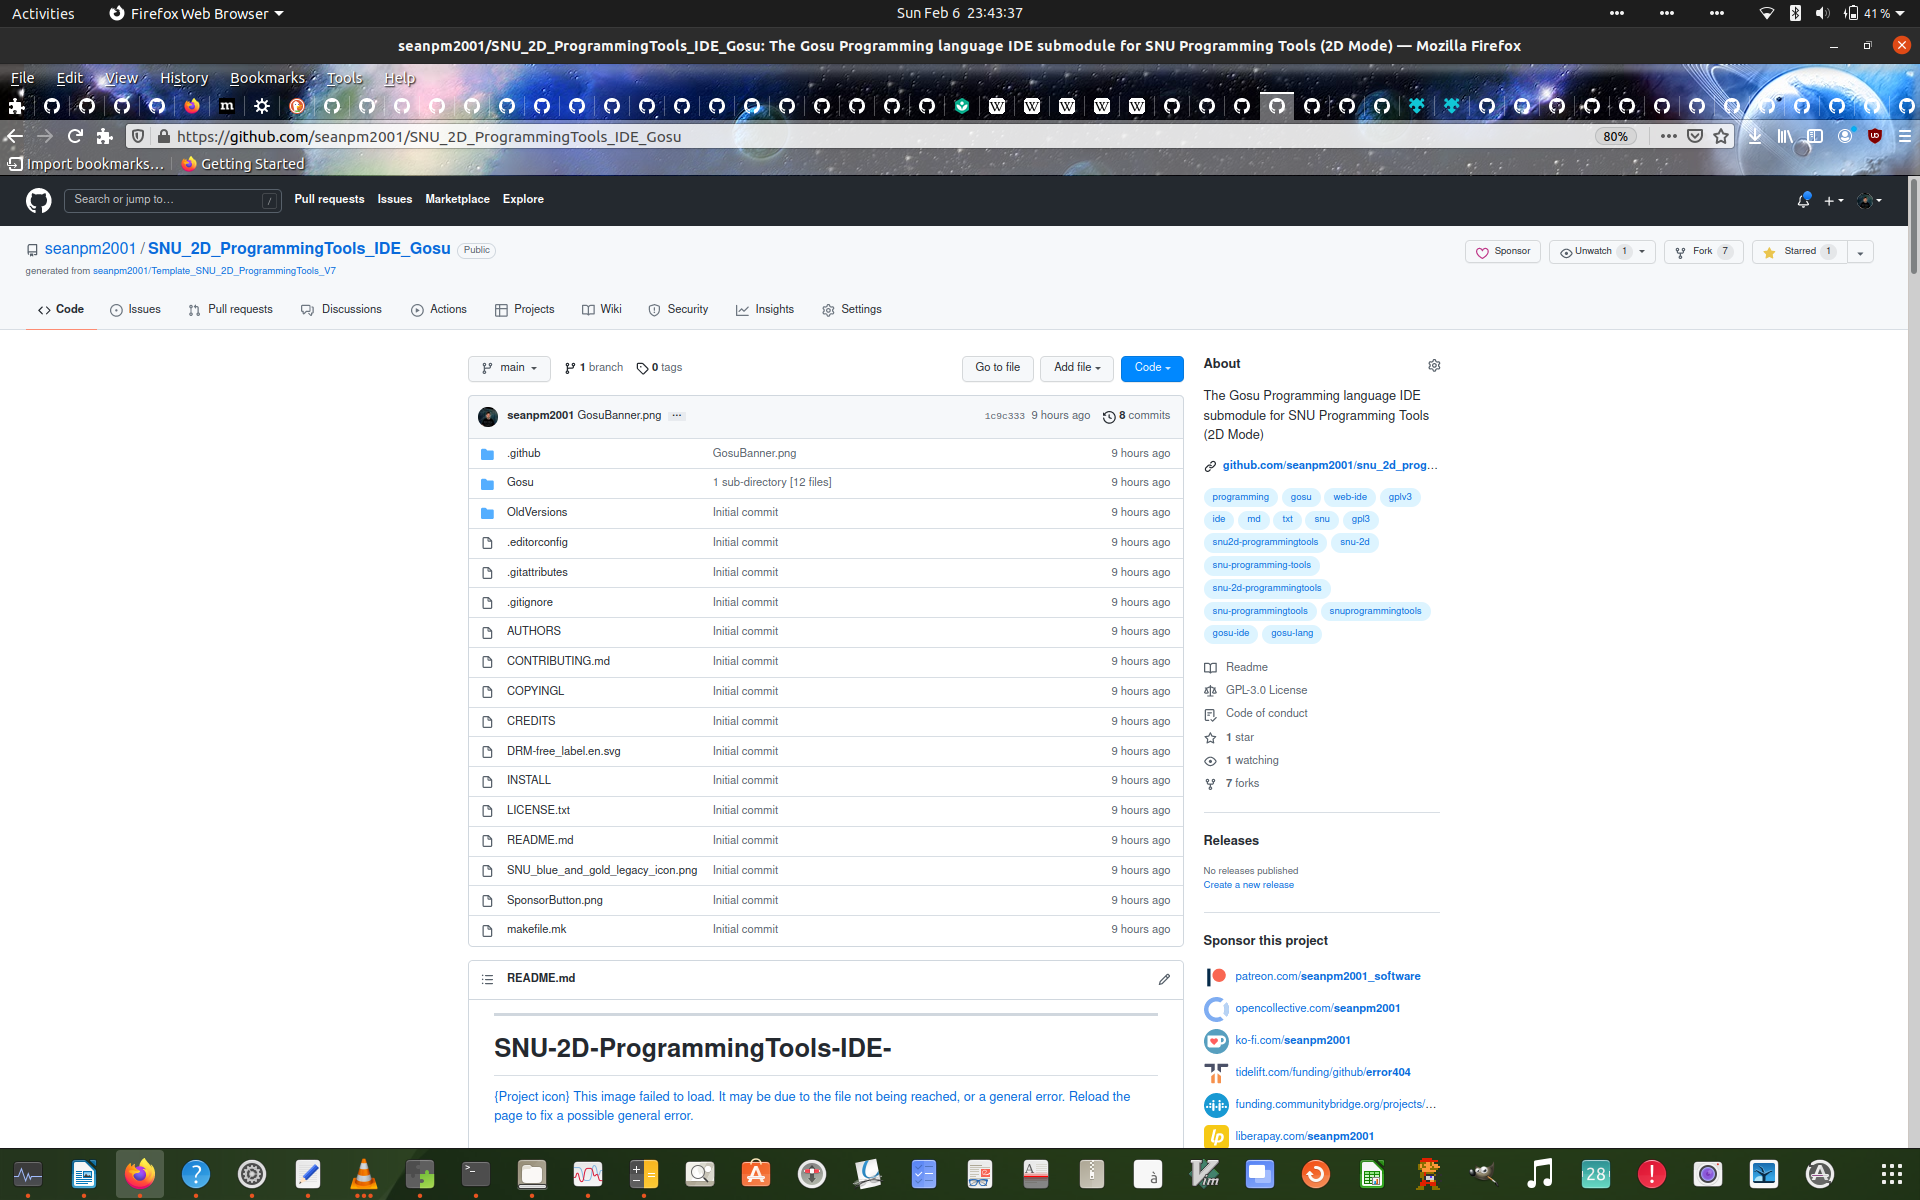 Activities Firefox Web Browser Sun Feb 6 23:43:37 41 %
seanpm2001/SNU_2D_ProgrammingTools_IDE_Gosu: The Gosu Programming language IDE submodule for SNU Programming Tools (2D Mode) — Mozilla Firefox
File Edit View History Bookmarks Tools Help
https://github.com/seanpm2001/SNU_2D_ProgrammingTools_IDE_Gosu 80%
Import bookmarks... Getting Started
Search or jump to... / Pull requests Issues Marketplace Explore
seanpm2001 / SNU_2D_ProgrammingTools_IDE_Gosu Public Sponsor Unwatch 1 Fork 7 Starred 1
generated from seanpm2001/Template_SNU_2D_ProgrammingTools_V7
Code Issues Pull requests Discussions Actions Projects Wiki Security Insights Settings
main 1 branch 0 tags Go to file Add file Code
seanpm2001 GosuBanner.png ... 1c9c333 9 hours ago 8 commits
.github GosuBanner.png 9 hours ago
Gosu 1 sub-directory [12 files] 9 hours ago
OldVersions Initial commit 9 hours ago
.editorconfig Initial commit 9 hours ago
.gitattributes Initial commit 9 hours ago
.gitignore Initial commit 9 hours ago
AUTHORS Initial commit 9 hours ago
CONTRIBUTING.md Initial commit 9 hours ago
COPYINGL Initial commit 9 hours ago
CREDITS Initial commit 9 hours ago
DRM-free_label.en.svg Initial commit 9 hours ago
INSTALL Initial commit 9 hours ago
LICENSE.txt Initial commit 9 hours ago
README.md Initial commit 9 hours ago
SNU_blue_and_gold_legacy_icon.png Initial commit 9 hours ago
SponsorButton.png Initial commit 9 hours ago
makefile.mk Initial commit 9 hours ago
README.md
SNU-2D-ProgrammingTools-IDE-
{Project icon} This image failed to load. It may be due to the file not being reached, or a general error. Reload the
page to fix a possible general error.
About
The Gosu Programming language IDE
submodule for SNU Programming Tools
(2D Mode)
github.com/seanpm2001/snu_2d_prog...
programming gosu web-ide gplv3
ide md txt snu gpl3
snu2d-programmingtools snu-2d
snu-programming-tools
snu-2d-programmingtools
snu-programmingtools snuprogrammingtools
gosu-ide gosu-lang
Readme
GPL-3.0 License
Code of conduct
1 star
1 watching
7 forks
Releases
No releases published
Create a new release
Sponsor this project
patreon.com/seanpm2001_software
opencollective.com/seanpm2001
ko-fi.com/seanpm2001
tidelift.com/funding/github/error404
funding.communitybridge.org/projects/...
liberapay.com/seanpm2001
28